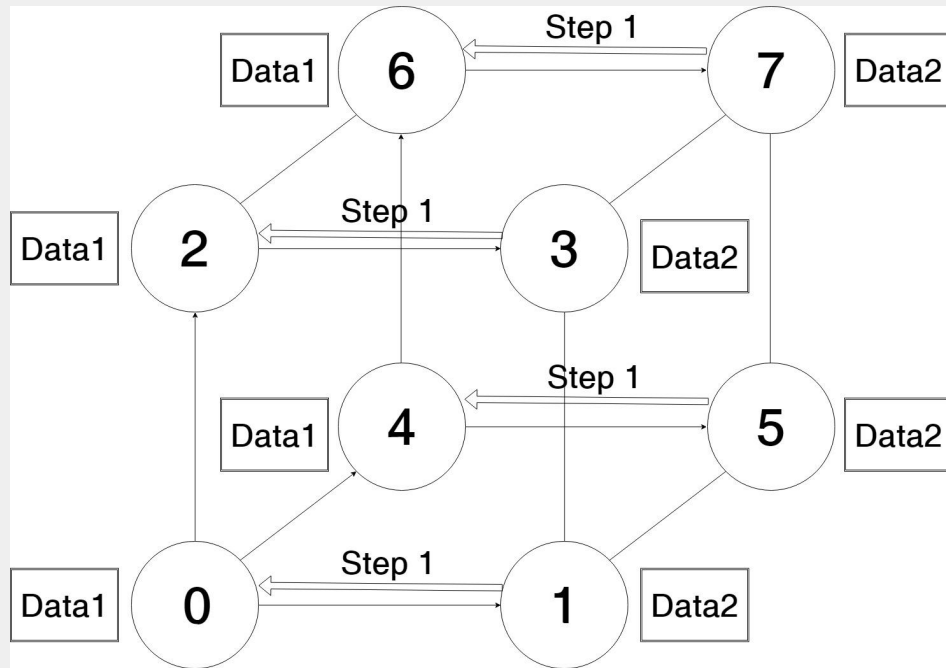 Step 1
Data1
6
7
Data2
Step 1
Data1
2
3
Data2
Step 1
Data1
4
5
Data2
Step 1
Data1
0
1
Data2